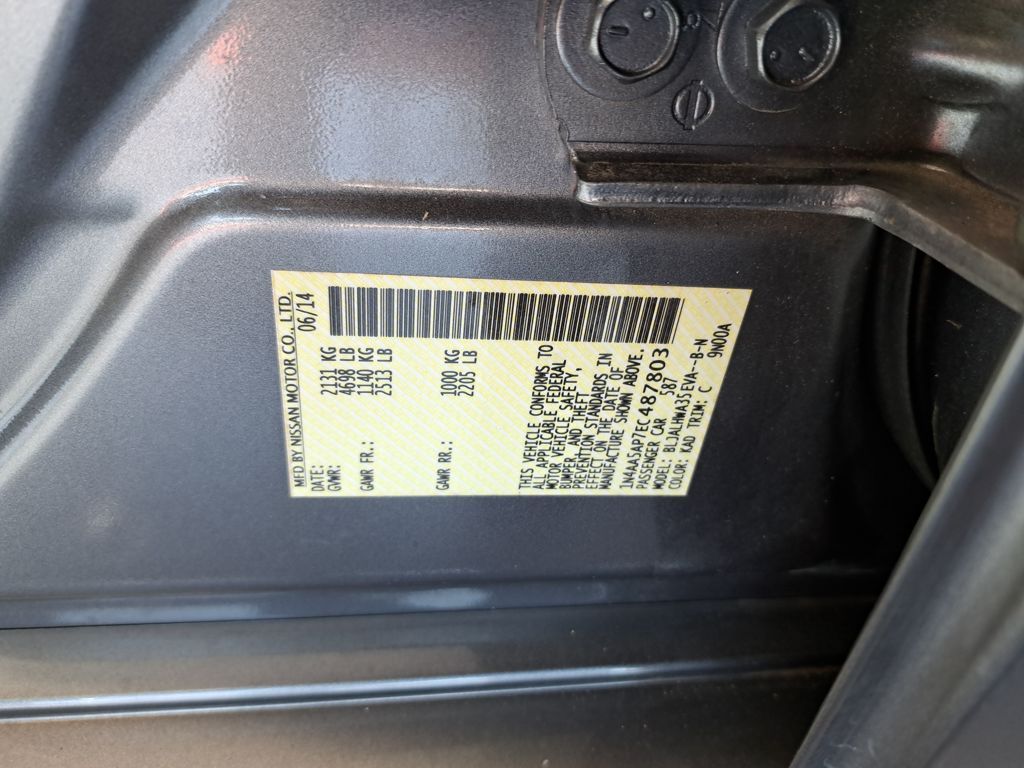 MFD BY NISSAN MOTOR CO., LTD.
DATE: 06/14
GVWR: 2131 KG
4698 LB
GAWR FR.: 1140 KG
2513 LB
GAWR RR.: 1000 KG
2205 LB
THIS VEHICLE CONFORMS TO
ALL APPLICABLE FEDERAL
MOTOR VEHICLE SAFETY,
BUMPER, AND THEFT
PREVENTION STANDARDS IN
EFFECT ON THE DATE OF
MANUFACTURE SHOWN ABOVE.
1N4AA5AP7EC487803
PASSENGER CAR 587
MODEL: BLJALHWA35EVA--B-N
COLOR: KAD TRIM: C 9N00A